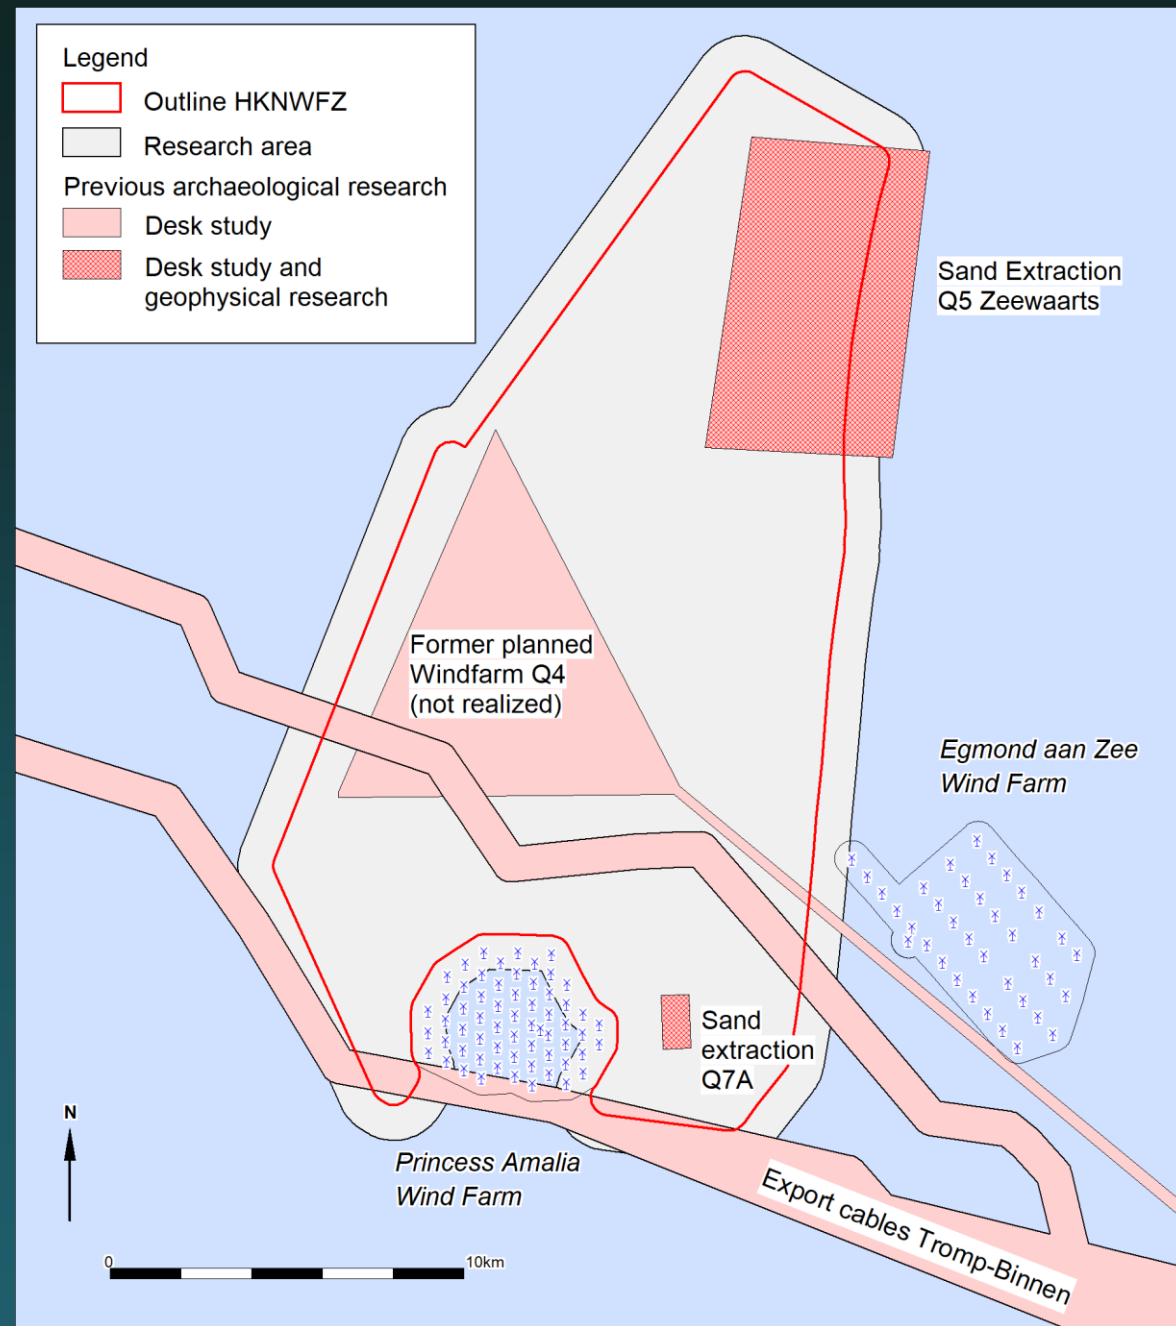 Legend
Outline HKNWFZ
Research area
Previous archaeological research
Desk study
Desk study and
geophysical research
Sand Extraction
Q5 Zeewaarts
Former planned
Windfarm Q4
(not realized)
Egmond aan Zee
Wind Farm
Sand
extraction
Q7A
N
Princess Amalia
Wind Farm
Export cables Tromp-Binnen
0
10km